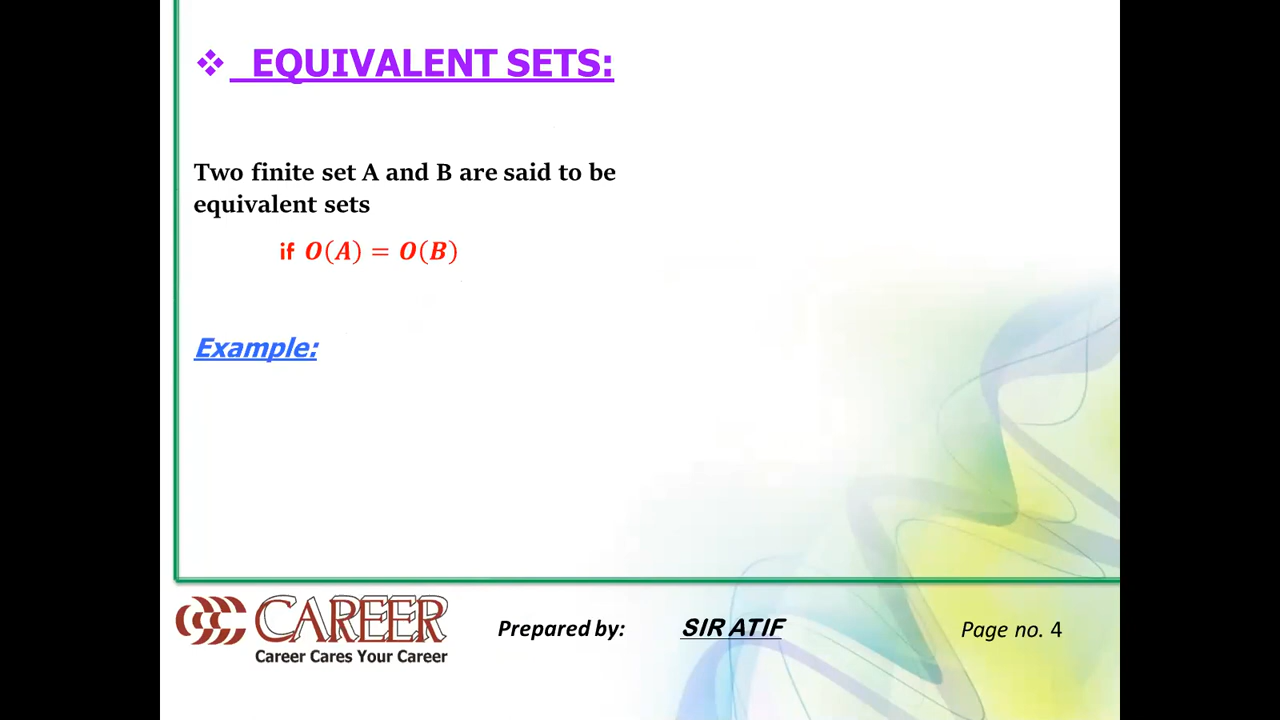 ❖ EQUIVALENT SETS:
Two finite set A and B are said to be
equivalent sets
if O(A) = O(B)
Example:
CAREER
Career Cares Your Career
Prepared by: SIR ATIF
Page no. 4